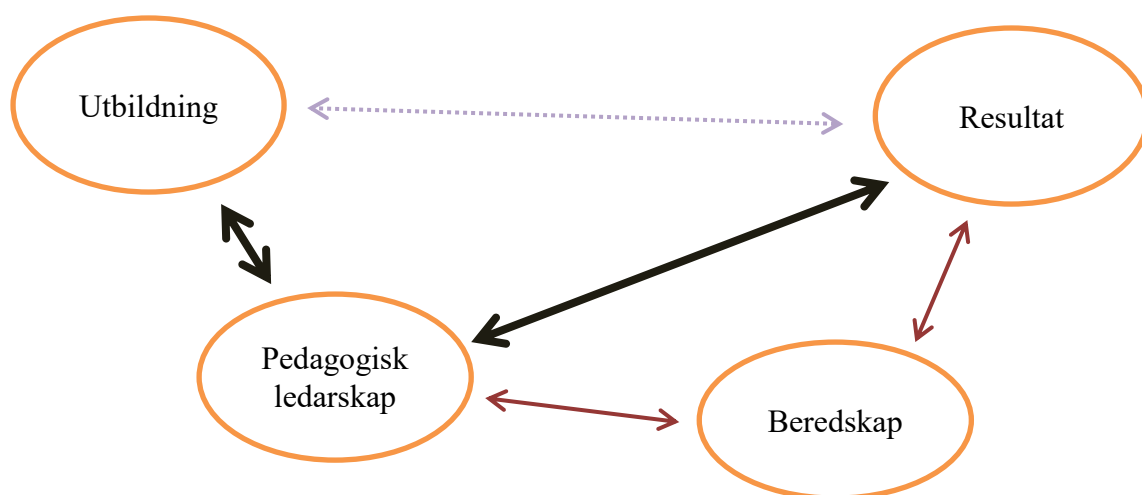 Utbildning
Resultat
Pedagogisk
ledarskap
Beredskap